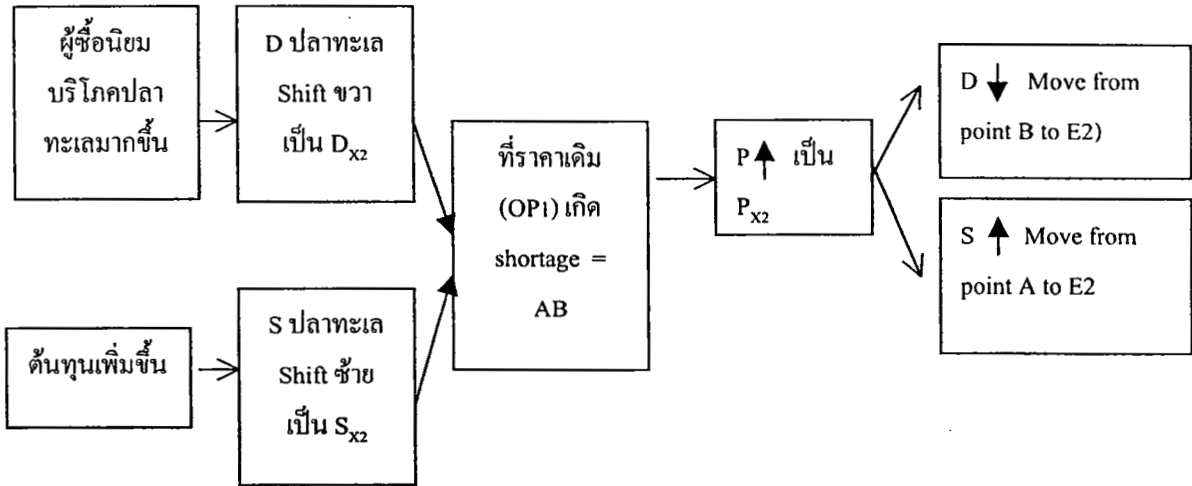 ผู้ซื้อนิยม
บริโภคปลา
ทะเลมากขึ้น
D ปลาทะเล
Shift ขวา
เป็น D_X2
ต้นทุนเพิ่มขึ้น
S ปลาทะเล
Shift ซ้าย
เป็น S_X2
ที่ราคาเดิม
(OP1) เกิด
shortage =
AB
P ↑ เป็น
P_X2
D ↓ Move from
point B to E2)
S ↑ Move from
point A to E2